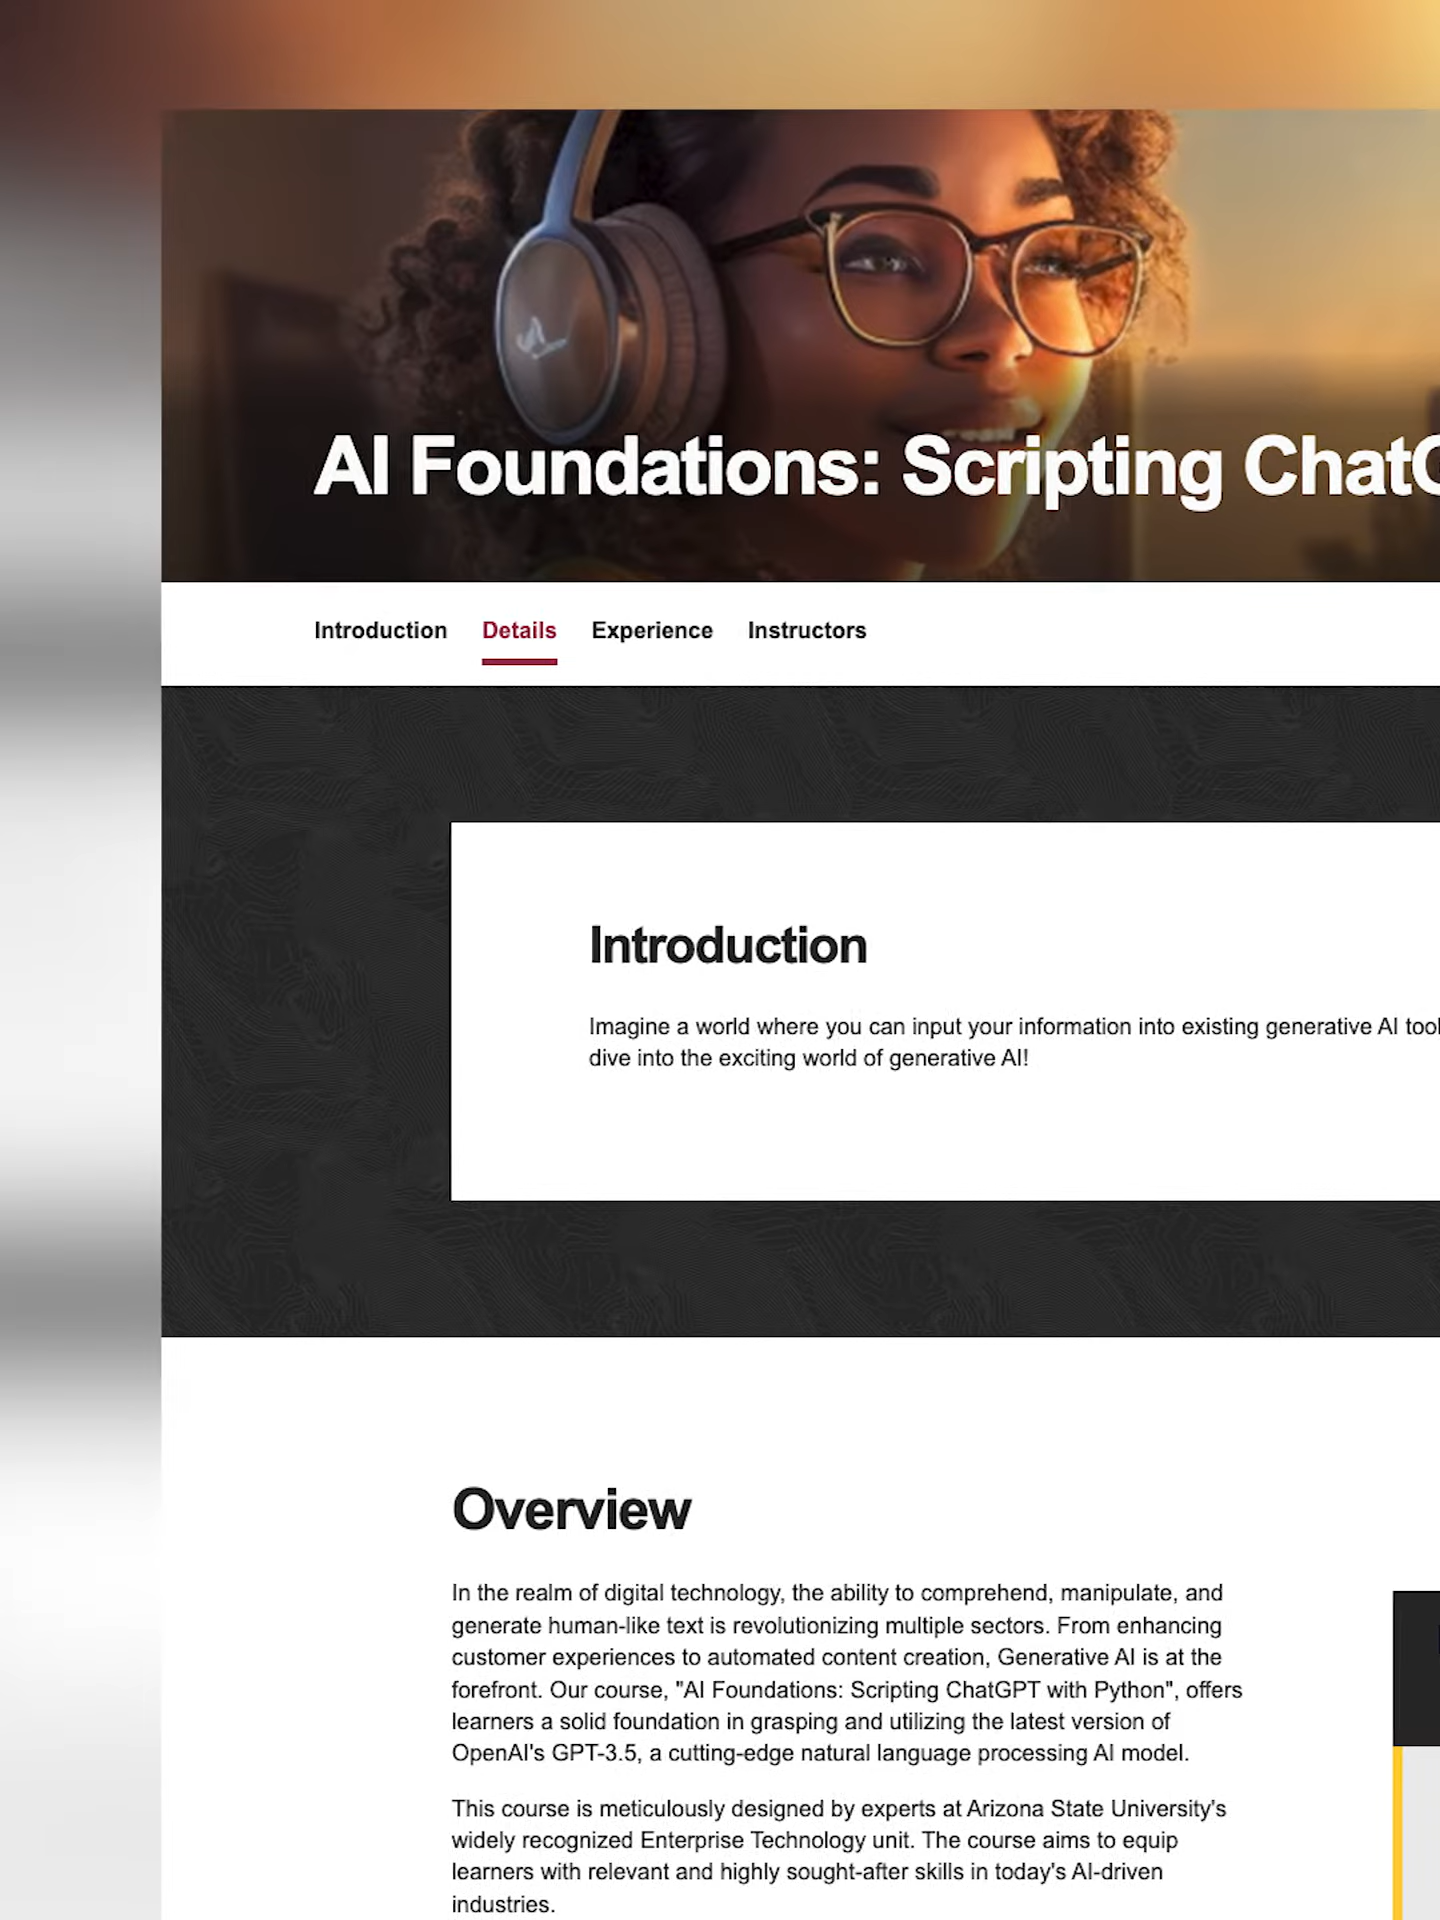 AI Foundations: Scripting
Introduction Details Experience Instructors
Introduction
Imagine a world where you can input your information into existing generative AI
dive into the exciting world of generative AI!
Overview
In the realm of digital technology, the ability to comprehend, manipulate, and
generate human-like text is revolutionizing multiple sectors. From enhancing
customer experiences to automated content creation, Generative AI is at the
forefront. Our course, "AI Foundations: Scripting ChatGPT with Python", offers
learners a solid foundation in grasping and utilizing the latest version of
OpenAI's GPT-3.5, a cutting-edge natural language processing AI model.
This course is meticulously designed by experts at Arizona State University's
widely recognized Enterprise Technology unit. The course aims to equip
learners with relevant and highly sought-after skills in today's AI-driven
industries.